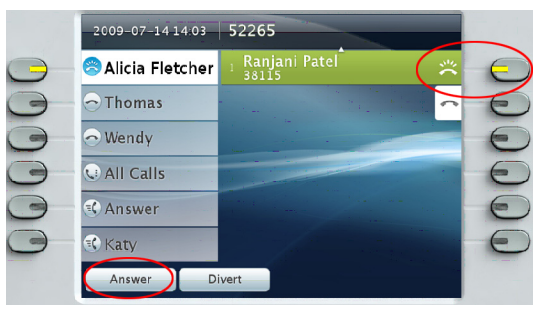 2009-07-14 14:03 52265
Alicia Fletcher
1 Ranjani Patel
38115
Thomas
Wendy
All Calls
Answer
Katy
Answer Divert